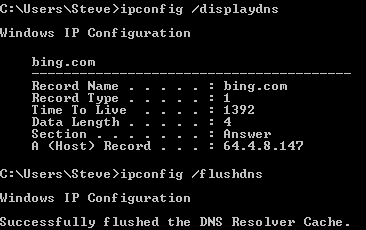 C:\Users\Steve>ipconfig /displaydns
Windows IP Configuration
bing.com
----------------------------------------
Record Name . . . . . : bing.com
Record Type . . . . . : 1
Time To Live  . . . . : 1392
Data Length . . . . . : 4
Section . . . . . . . : Answer
A (Host) Record . . . : 64.4.8.147
C:\Users\Steve>ipconfig /flushdns
Windows IP Configuration
Successfully flushed the DNS Resolver Cache.